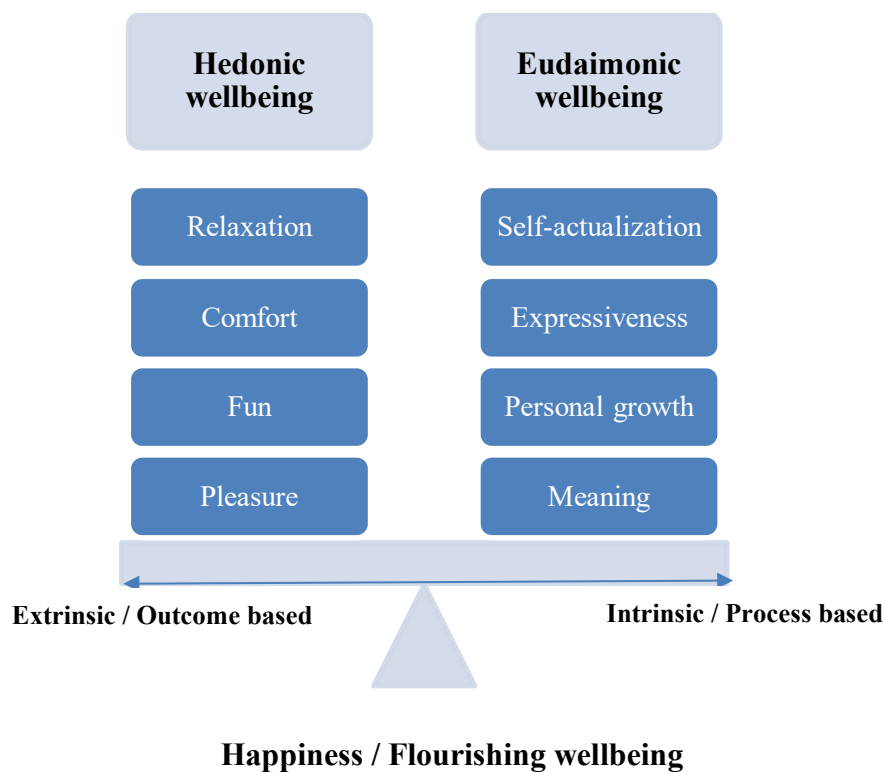 Hedonic
wellbeing
Eudaimonic
wellbeing
Relaxation
Self-actualization
Comfort
Expressiveness
Fun
Personal growth
Pleasure
Meaning
Extrinsic / Outcome based
Intrinsic / Process based
Happiness / Flourishing wellbeing